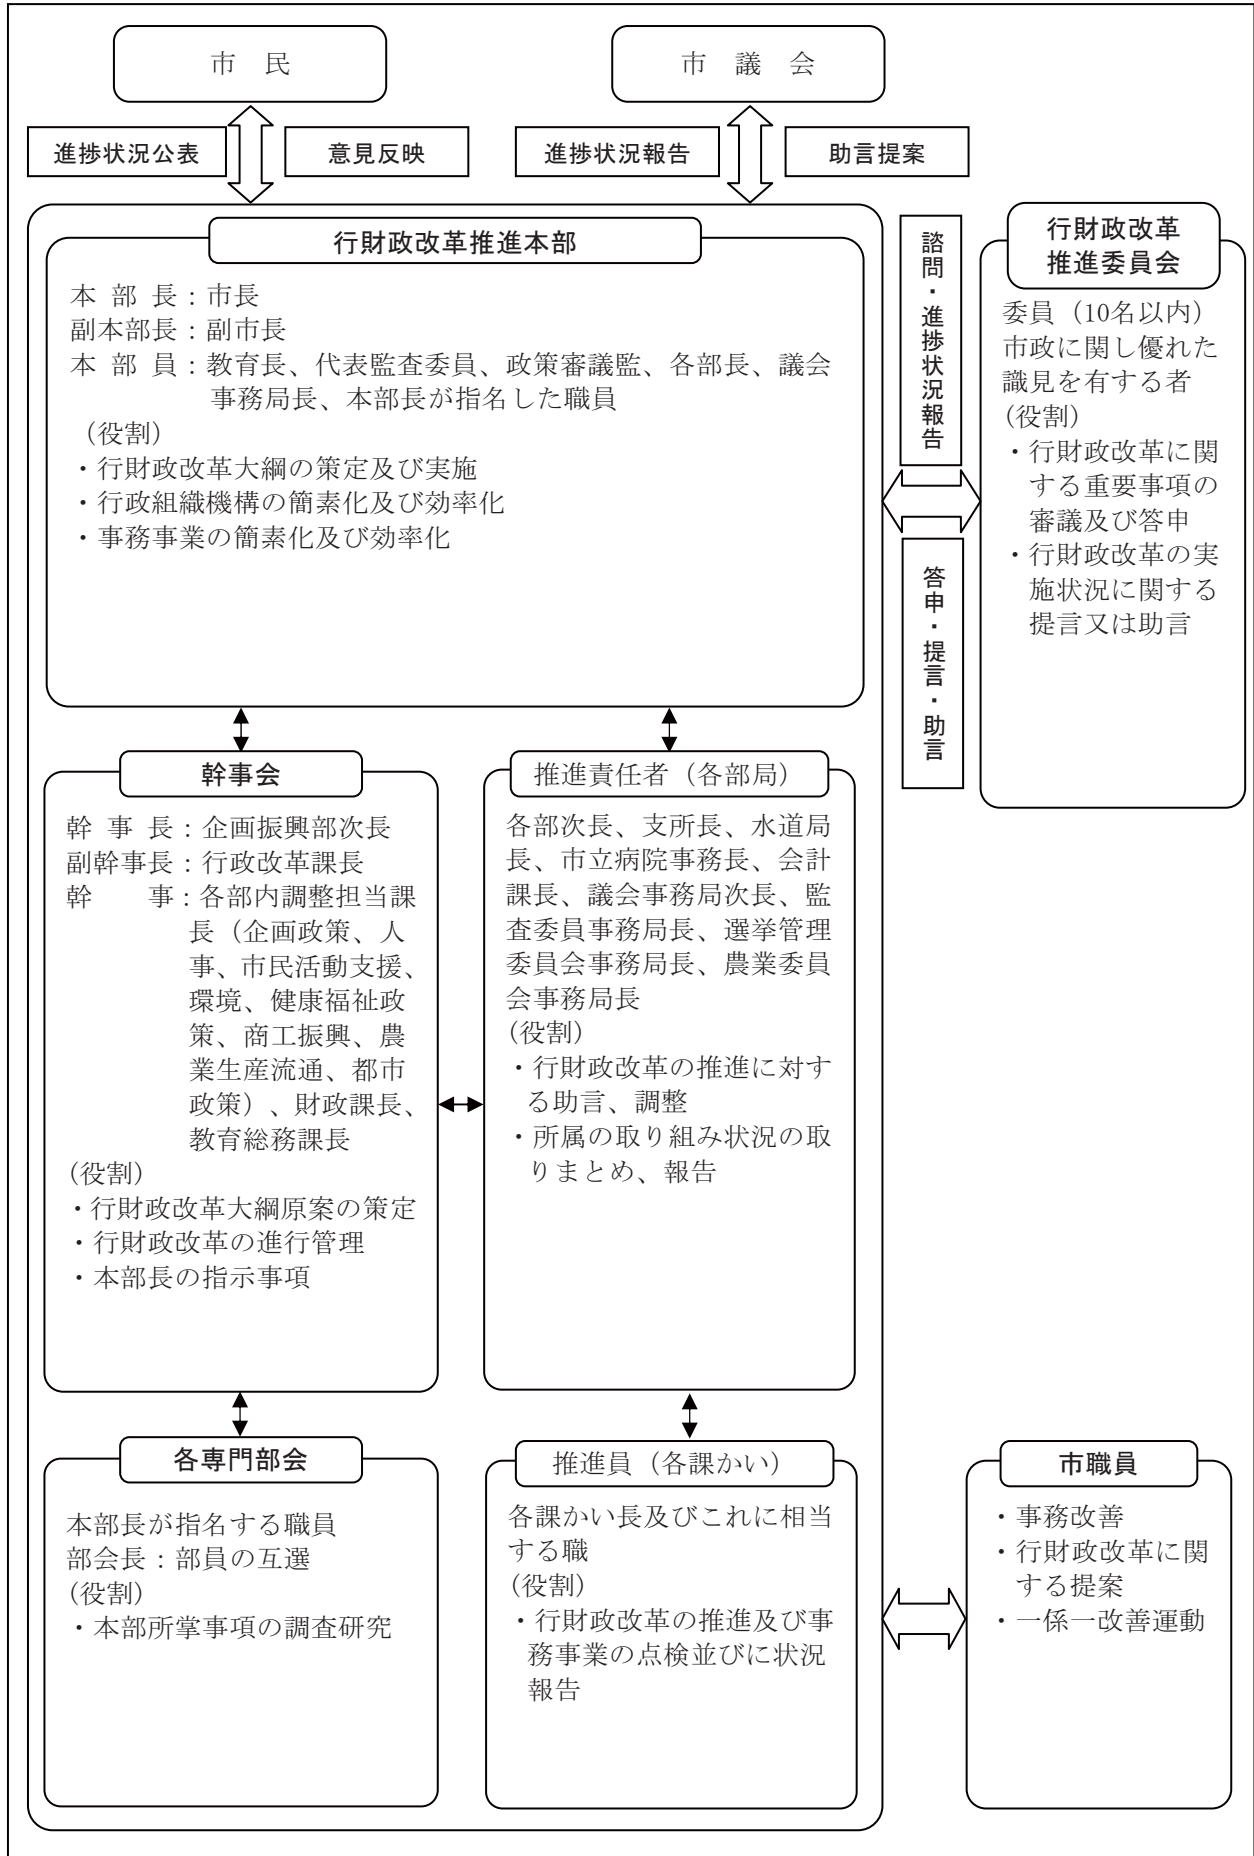 市　民
市　議　会
進捗状況公表
意見反映
進捗状況報告
助言提案
行財政改革推進本部
本 部 長：市長
副本部長：副市長
本 部 員：教育長、代表監査委員、政策審議監、各部長、議会
事務局長、本部長が指名した職員
（役割）
・行財政改革大綱の策定及び実施
・行政組織機構の簡素化及び効率化
・事務事業の簡素化及び効率化
諮問・進捗状況報告
答申・提言・助言
行財政改革
推進委員会
委員（10名以内）
市政に関し優れた
識見を有する者
(役割)
・行財政改革に関
する重要事項の
審議及び答申
・行財政改革の実
施状況に関する
提言又は助言
幹事会
幹 事 長：企画振興部次長
副幹事長：行政改革課長
幹　　事：各部内調整担当課
長（企画政策、人
事、市民活動支援、
環境、健康福祉政
策、商工振興、農
業生産流通、都市
政策）、財政課長、
教育総務課長
(役割)
・行財政改革大綱原案の策定
・行財政改革の進行管理
・本部長の指示事項
推進責任者（各部局）
各部次長、支所長、水道局
長、市立病院事務長、会計
課長、議会事務局次長、監
査委員事務局長、選挙管理
委員会事務局長、農業委員
会事務局長
(役割)
・行財政改革の推進に対す
る助言、調整
・所属の取り組み状況の取
りまとめ、報告
各専門部会
本部長が指名する職員
部会長：部員の互選
(役割)
・本部所掌事項の調査研究
推進員（各課かい）
各課かい長及びこれに相当
する職
(役割)
・行財政改革の推進及び事
務事業の点検並びに状況
報告
市職員
・事務改善
・行財政改革に関
する提案
・一係一改善運動